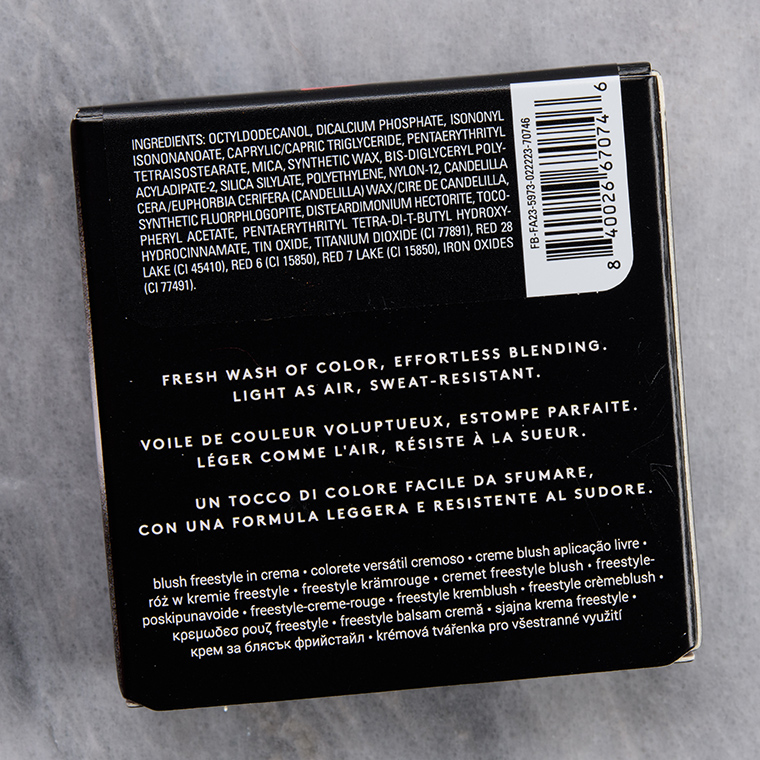 INGREDIENTS: OCTYLDODECANOL, DICALCIUM PHOSPHATE, ISONONYL
ISONONANOATE, CAPRYLIC/CAPRIC TRIGLYCERIDE, PENTAERYTHRITYL
TETRAISOSTEARATE, MICA, SYNTHETIC WAX, BIS-DIGLYCERYL POLY-
ACYLADIPATE-2, SILICA SILYLATE, POLYETHYLENE, NYLON-12, CANDELILLA
CERA/EUPHORBIA CERIFERA (CANDELILLA) WAX/CIRE DE CANDELILLA,
SYNTHETIC FLUORPHLOGOPITE, DISTEARDIMONIUM HECTORITE, TOCO-
PHERYL ACETATE, PENTAERYTHRITYL TETRA-DI-T-BUTYL HYDROXY-
HYDROCINNAMATE, TIN OXIDE, TITANIUM DIOXIDE (CI 77891), RED 28
LAKE (CI 45410), RED 6 (CI 15850), RED 7 LAKE (CI 15850), IRON OXIDES
(CI 77491).
FB-FA23-5973-022223-70746
8 40026 67074 6
FRESH WASH OF COLOR, EFFORTLESS BLENDING.
LIGHT AS AIR, SWEAT-RESISTANT.
VOILE DE COULEUR VOLUPTUEUX, ESTOMPE PARFAITE.
LÉGER COMME L'AIR, RÉSISTE À LA SUEUR.
UN TOCCO DI COLORE FACILE DA SFUMARE,
CON UNA FORMULA LEGGERA E RESISTENTE AL SUDORE.
blush freestyle in crema • colorete versátil cremoso • creme blush aplicação livre •
róż w kremie freestyle • freestyle krämrouge • cremet freestyle blush • freestyle-
poskipunavoide • freestyle-creme-rouge • freestyle kremblush • freestyle crèmeblush •
κρεμωδεσ ρουζ freestyle • freestyle balsam cremă • sjajna krema freestyle •
крем за блясък фрийстайл • krémová tvářenka pro všestranné využití